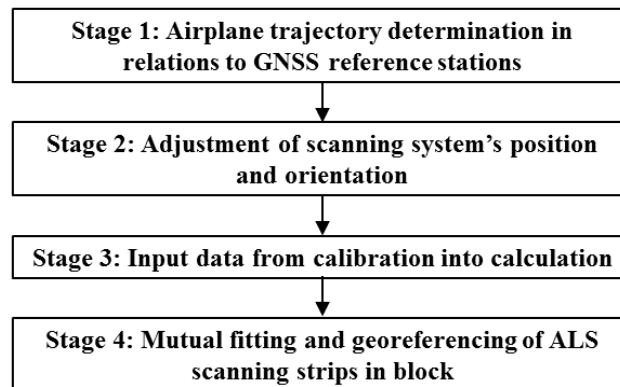 Stage 1: Airplane trajectory determination in
relations to GNSS reference stations
Stage 2: Adjustment of scanning system's position
and orientation
Stage 3: Input data from calibration into calculation
Stage 4: Mutual fitting and georeferencing of ALS
scanning strips in block